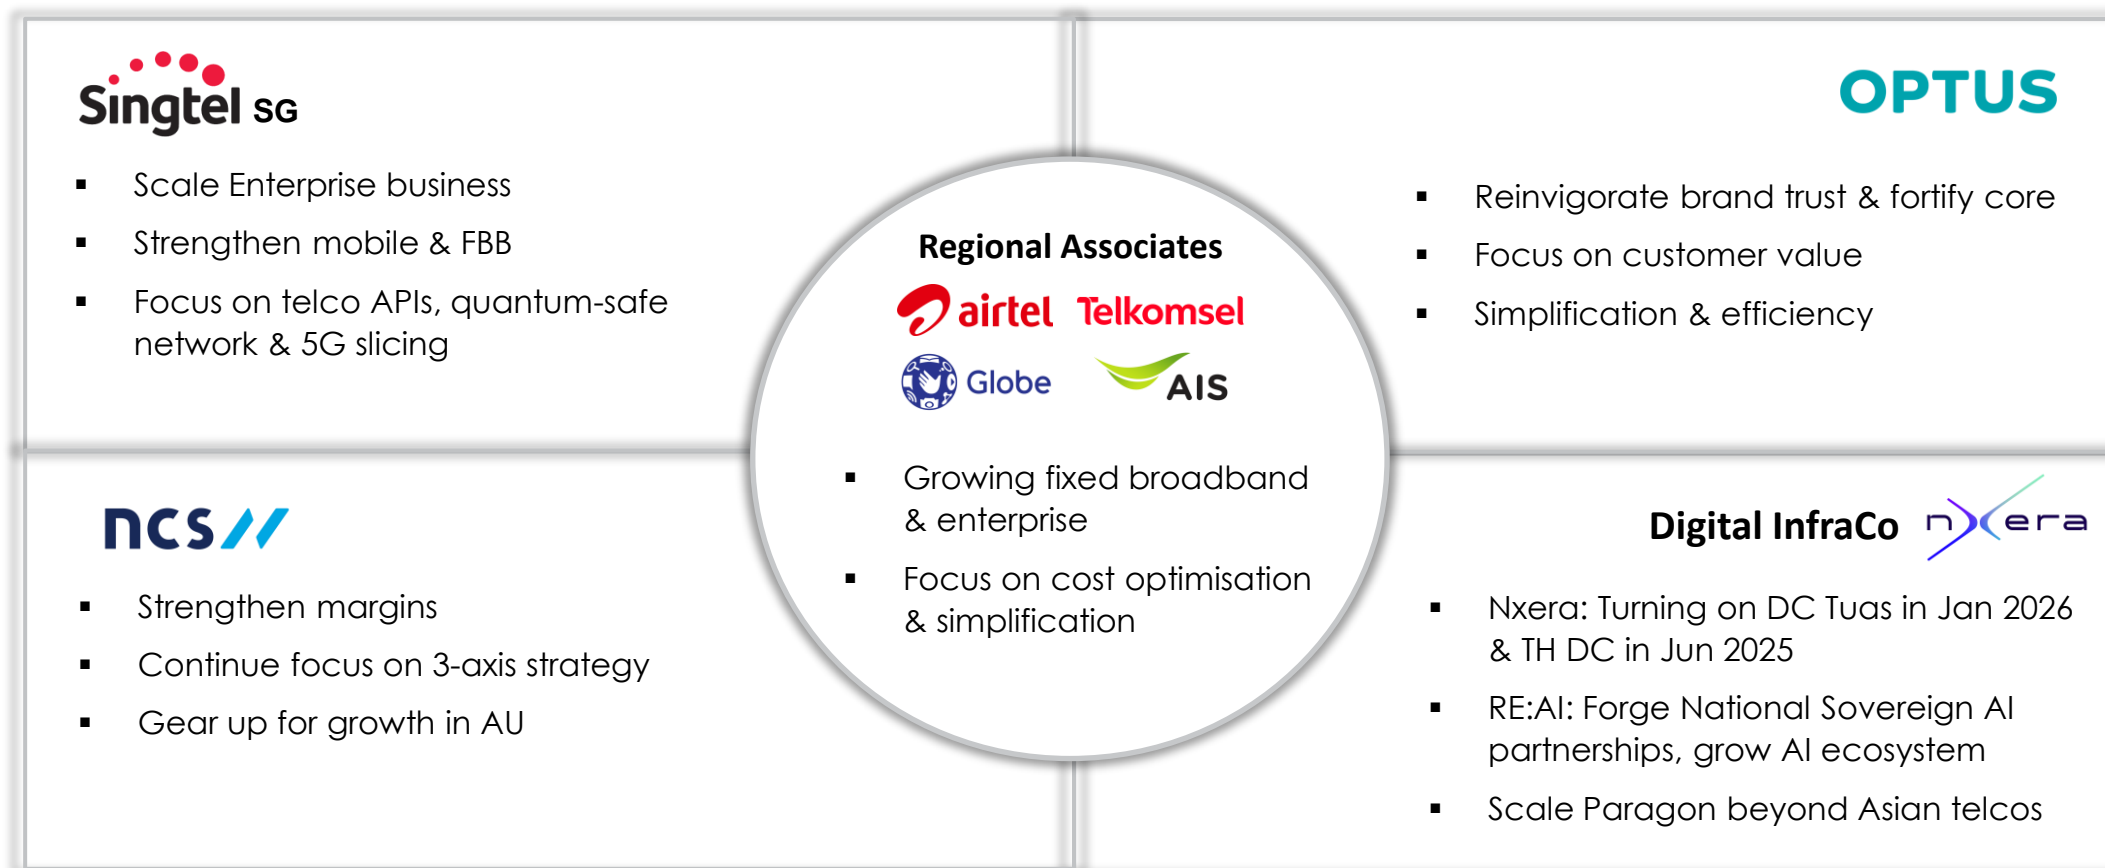 Singtel SG
▪ Scale Enterprise business
▪ Strengthen mobile & FBB
▪ Focus on telco APIs, quantum-safe
network & 5G slicing
OPTUS
▪ Reinvigorate brand trust & fortify core
▪ Focus on customer value
▪ Simplification & efficiency
Regional Associates
airtel Telkomsel
Globe AIS
▪ Growing fixed broadband
& enterprise
▪ Focus on cost optimisation
& simplification
ncs//
▪ Strengthen margins
▪ Continue focus on 3-axis strategy
▪ Gear up for growth in AU
Digital InfraCo nxera
▪ Nxera: Turning on DC Tuas in Jan 2026
& TH DC in Jun 2025
▪ RE:AI: Forge National Sovereign AI
partnerships, grow AI ecosystem
▪ Scale Paragon beyond Asian telcos